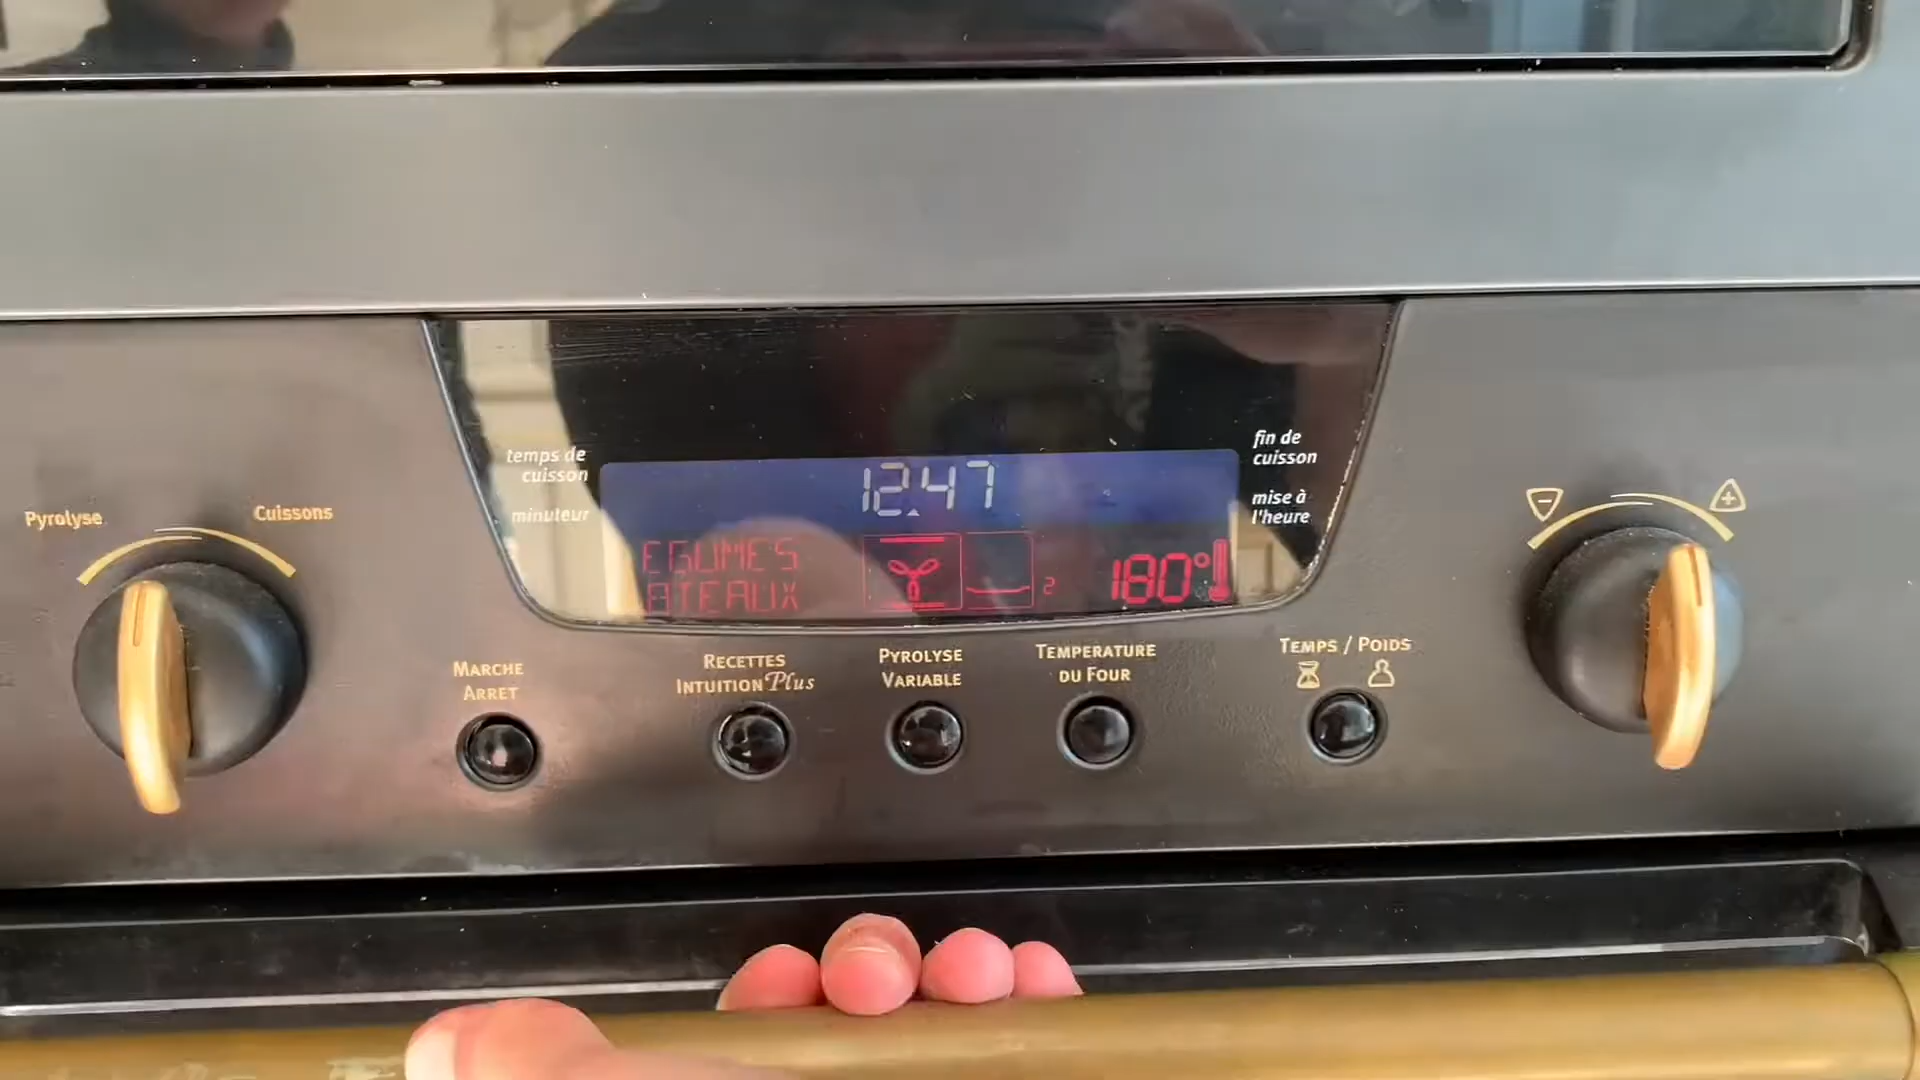 temps de
cuisson
minuteur
12.47
fin de
cuisson
mise à
l'heure
EGUMES
ATEAUX
2
180°
Pyrolyse
Cuissons
-
+
MARCHE
ARRET
RECETTES
INTUITION Plus
PYROLYSE
VARIABLE
TEMPERATURE
DU FOUR
TEMPS / POIDS